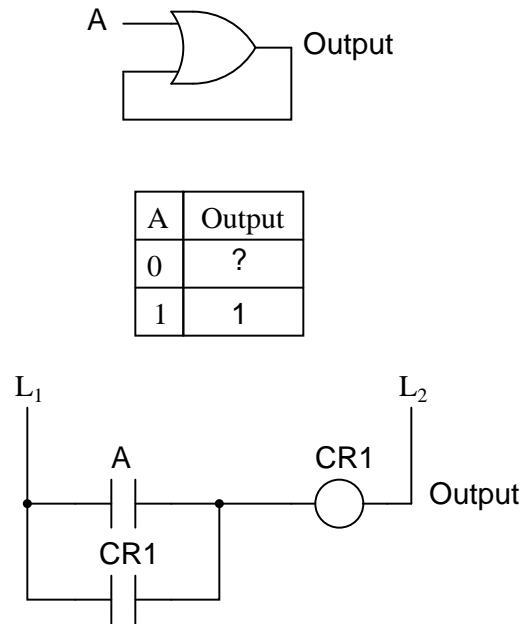 A
Output
A Output
0 ?
1 1
L₁ L₂
A CR1
Output
CR1